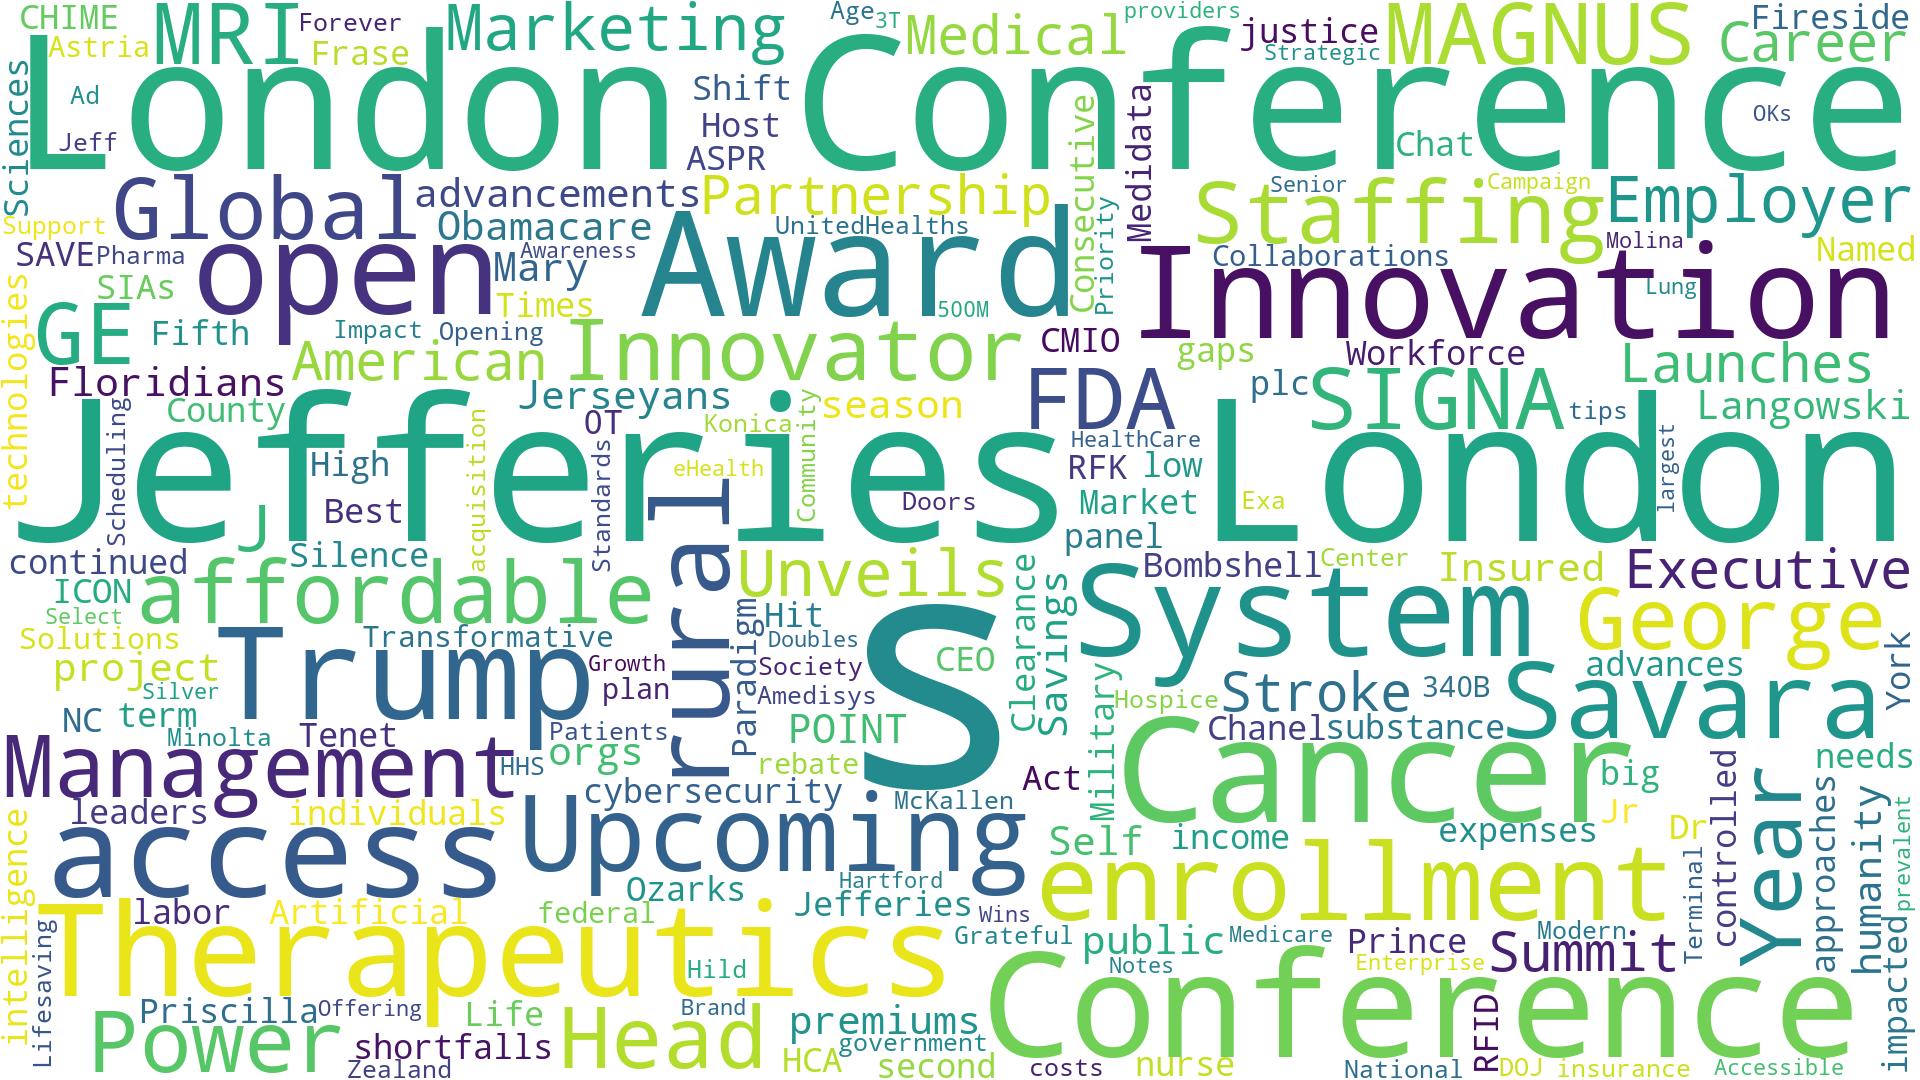 CHIME
Astria
MRI
Forever
Frase
Marketing
Age
3T
Medical
providers
justice
Strategic
MAGNUS
Fireside
Career
London Conference
Sciences
Ad
Jeff
Shift
Host
ASPR
Consecutive
Medidata
Chat
OKs
Global
advancements
Partnership
Staffing
Senior
Campaign
Employer
Support
SAVE
Pharma
Obamacare
Awareness
UnitedHealths
Priority
Collaborations
Molina
Named
SIAs
open
Mary
Times
Award
500M
Innovation
Lung
technologies
GE
Fifth
Impact
Opening
American
Innovator
CMIO
gaps
Workforce
Launches
Floridians
County
Jerseyans
season
FDA
plc
SIGNA
tips
Langowski
Jefferies
London
Scheduling
High
Best
J
acquisition
OT
Standards
Konica
eHealth
Community
Doors
HealthCare
RFK
low
Market
panel
Exa
largest
continued
Silence
ICON
Select
affordable
rural
Unveils
Clearance
Savings
System
Bombshell
Center
Insured
Executive
George
Solutions
project
Silver
Trump
Transformative
Growth
plan
Paradigm
Hit
Doubles
Society
Amedisys
S
CEO
advances
York
NC
term
Minolta
Tenet
Patients
orgs
HHS
POINT
rebate
Military
Hospice
Stroke
340B
Savara
Chanel
substance
Management
leaders
individuals
cybersecurity
McKallen
Act
Cancer
big
Jr
needs
access
Upcoming
Self
income
expenses
Dr
controlled
Year
approaches
humanity
prevalent
intelligence
labor
Artificial
Ozarks
federal
Hartford
Jefferies
Wins
Grateful
enrollment
Terminal
Lifesaving
Therapeutics
Hild
public
Medicare
Notes
Prince
Enterprise
Modern
Summit
impacted
Priscilla
Offering
Power
Life
Head
Brand
premiums
government
Conference
RFID
shortfalls
Zealand
HCA
second
costs
nurse
National
DOJ
insurance
Accessible